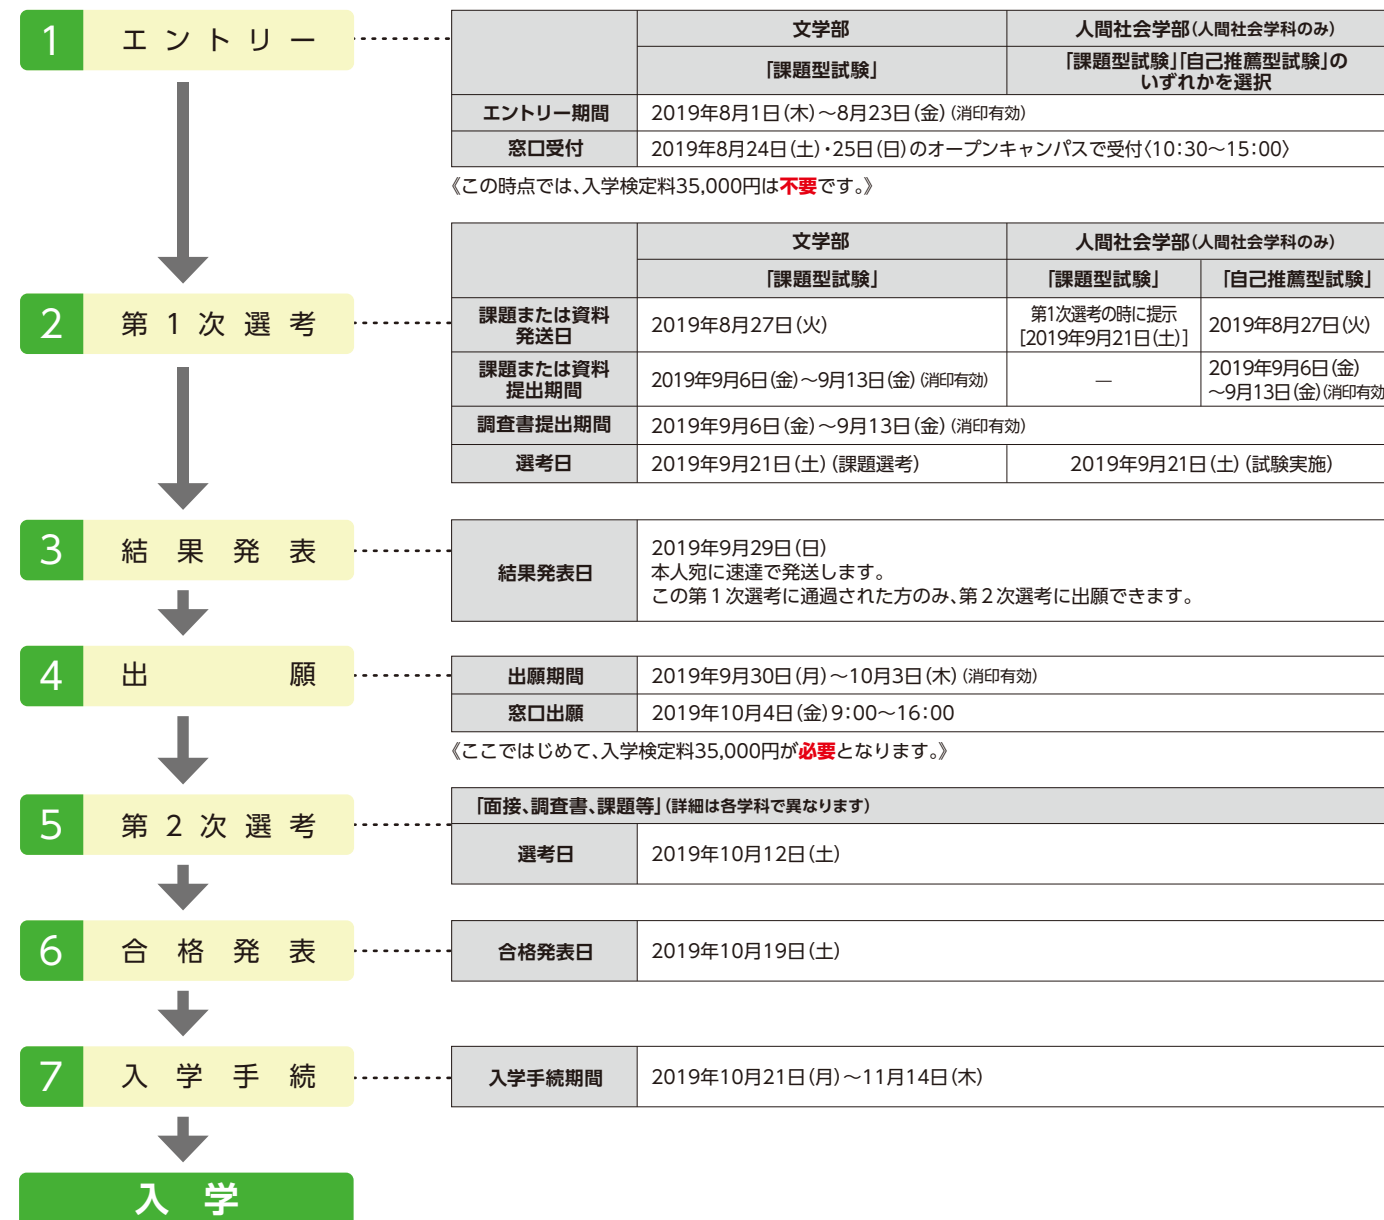 1 エントリー
文学部 人間社会学部(人間社会学科のみ)
「課題型試験」 「課題型試験」「自己推薦型試験」の
いずれかを選択
エントリー期間 2019年8月1日(木)～8月23日(金)(消印有効)
窓口受付 2019年8月24日(土)・25日(日)のオープンキャンパスで受付〈10:30～15:00〉
《この時点では、入学検定料35,000円は不要です。》
2 第1次選考
文学部 人間社会学部(人間社会学科のみ)
「課題型試験」 「課題型試験」 「自己推薦型試験」
課題または資料
発送日 2019年8月27日(火) 第1次選考の時に提示
[2019年9月21日(土)] 2019年8月27日(火)
課題または資料
提出期間 2019年9月6日(金)～9月13日(金)(消印有効) — 2019年9月6日(金)
～9月13日(金)(消印有効
調査書提出期間 2019年9月6日(金)～9月13日(金)(消印有効)
選考日 2019年9月21日(土)(課題選考) 2019年9月21日(土)(試験実施)
3 結果発表
結果発表日 2019年9月29日(日)
本人宛に速達で発送します。
この第1次選考に通過された方のみ、第2次選考に出願できます。
4 出願
出願期間 2019年9月30日(月)～10月3日(木)(消印有効)
窓口出願 2019年10月4日(金)9:00～16:00
《ここではじめて、入学検定料35,000円が必要となります。》
5 第2次選考
「面接、調査書、課題等」(詳細は各学科で異なります)
選考日 2019年10月12日(土)
6 合格発表
合格発表日 2019年10月19日(土)
7 入学手続
入学手続期間 2019年10月21日(月)～11月14日(木)
入学